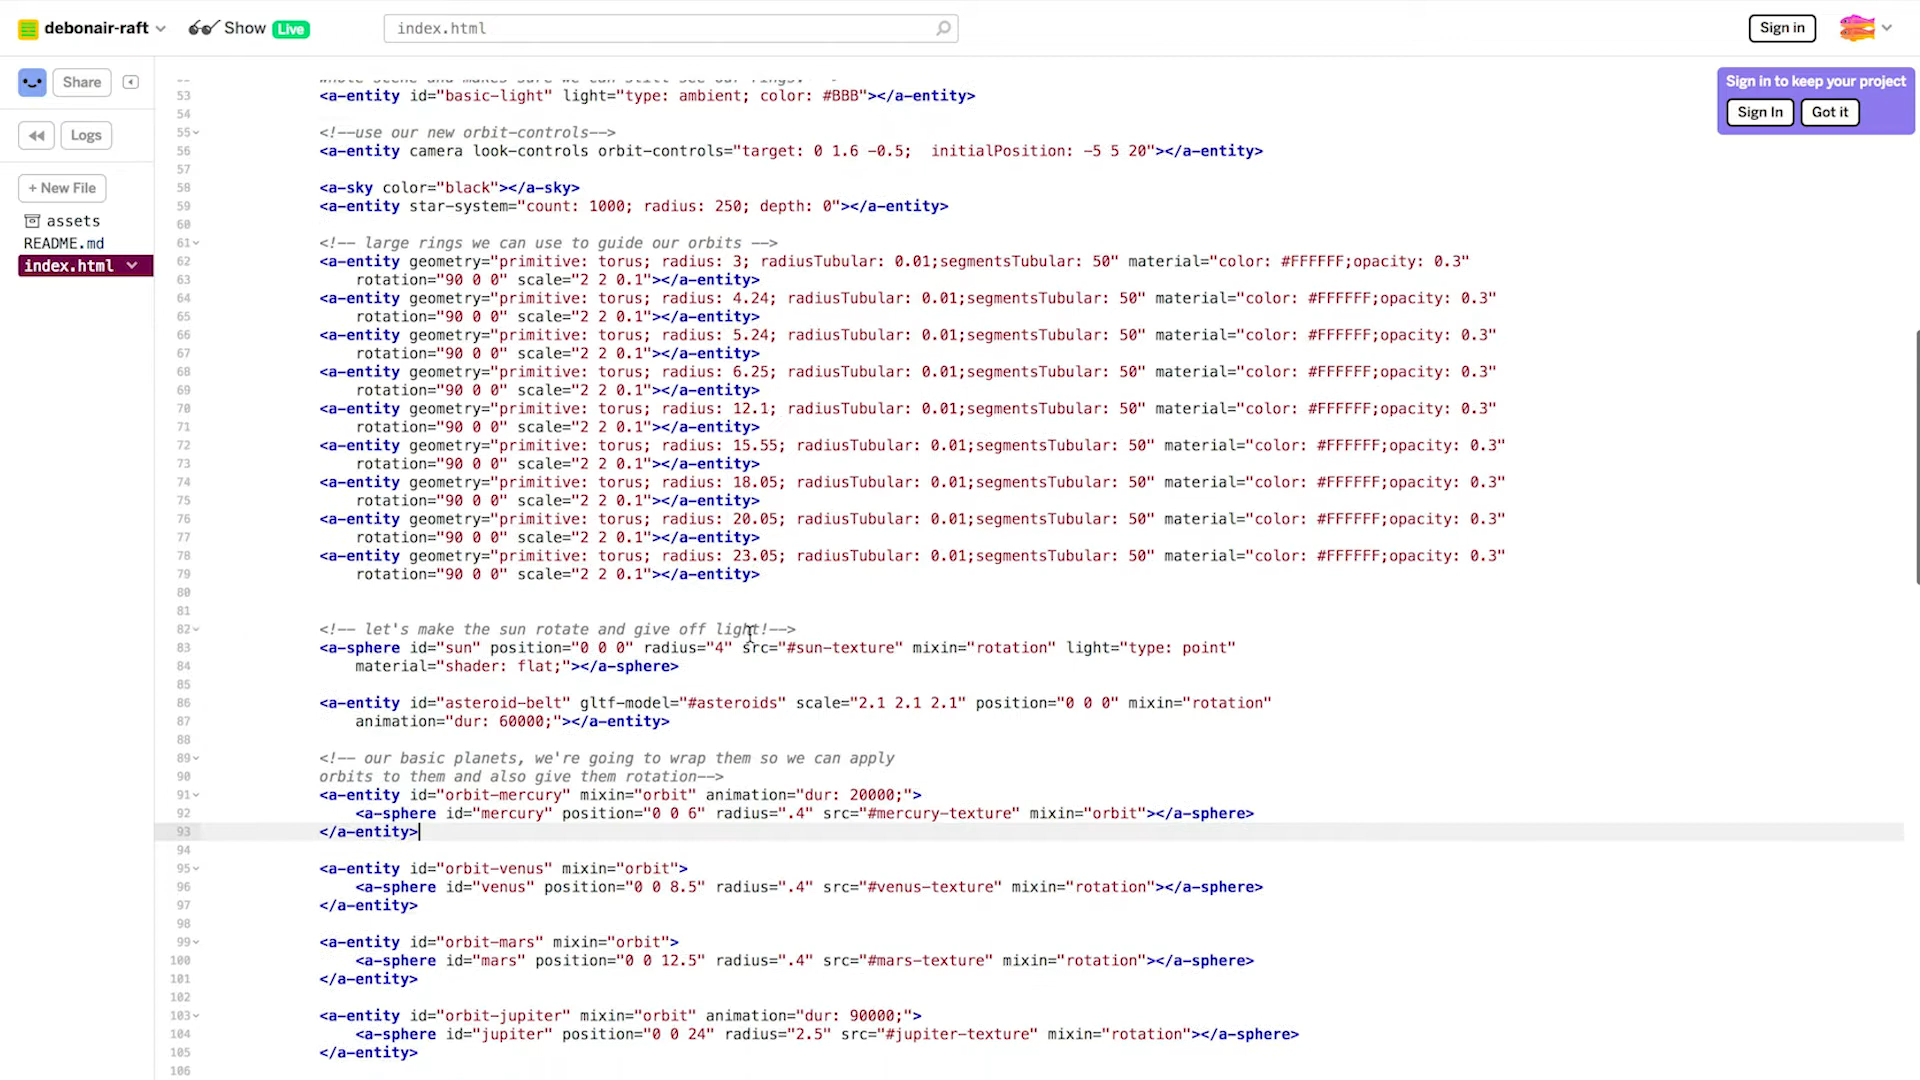 debonair-raft
Show Live
index.html
Sign in
Share
Sign in to keep your project
Sign In
Got it
Logs
+ New File
assets
README.md
index.html
whole scene and makes sure we can still see our rings.
53 <a-entity id="basic-light" light="type: ambient; color: #BBB"></a-entity>
54
55 <!--use our new orbit-controls-->
56 <a-entity camera look-controls orbit-controls="target: 0 1.6 -0.5;  initialPosition: -5 5 20"></a-entity>
57
58 <a-sky color="black"></a-sky>
59 <a-entity star-system="count: 1000; radius: 250; depth: 0"></a-entity>
60
61 <!-- large rings we can use to guide our orbits -->
62 <a-entity geometry="primitive: torus; radius: 3; radiusTubular: 0.01;segmentsTubular: 50" material="color: #FFFFFF;opacity: 0.3"
63 rotation="90 0 0" scale="2 2 0.1"></a-entity>
64 <a-entity geometry="primitive: torus; radius: 4.24; radiusTubular: 0.01;segmentsTubular: 50" material="color: #FFFFFF;opacity: 0.3"
65 rotation="90 0 0" scale="2 2 0.1"></a-entity>
66 <a-entity geometry="primitive: torus; radius: 5.24; radiusTubular: 0.01;segmentsTubular: 50" material="color: #FFFFFF;opacity: 0.3"
67 rotation="90 0 0" scale="2 2 0.1"></a-entity>
68 <a-entity geometry="primitive: torus; radius: 6.25; radiusTubular: 0.01;segmentsTubular: 50" material="color: #FFFFFF;opacity: 0.3"
69 rotation="90 0 0" scale="2 2 0.1"></a-entity>
70 <a-entity geometry="primitive: torus; radius: 12.1; radiusTubular: 0.01;segmentsTubular: 50" material="color: #FFFFFF;opacity: 0.3"
71 rotation="90 0 0" scale="2 2 0.1"></a-entity>
72 <a-entity geometry="primitive: torus; radius: 15.55; radiusTubular: 0.01;segmentsTubular: 50" material="color: #FFFFFF;opacity: 0.3"
73 rotation="90 0 0" scale="2 2 0.1"></a-entity>
74 <a-entity geometry="primitive: torus; radius: 18.05; radiusTubular: 0.01;segmentsTubular: 50" material="color: #FFFFFF;opacity: 0.3"
75 rotation="90 0 0" scale="2 2 0.1"></a-entity>
76 <a-entity geometry="primitive: torus; radius: 20.05; radiusTubular: 0.01;segmentsTubular: 50" material="color: #FFFFFF;opacity: 0.3"
77 rotation="90 0 0" scale="2 2 0.1"></a-entity>
78 <a-entity geometry="primitive: torus; radius: 23.05; radiusTubular: 0.01;segmentsTubular: 50" material="color: #FFFFFF;opacity: 0.3"
79 rotation="90 0 0" scale="2 2 0.1"></a-entity>
80
81
82 <!-- let's make the sun rotate and give off light!-->
83 <a-sphere id="sun" position="0 0 0" radius="4" src="#sun-texture" mixin="rotation" light="type: point"
84 material="shader: flat;"></a-sphere>
85
86 <a-entity id="asteroid-belt" gltf-model="#asteroids" scale="2.1 2.1 2.1" position="0 0 0" mixin="rotation"
87 animation="dur: 60000;"></a-entity>
88
89 <!-- our basic planets, we're going to wrap them so we can apply
90 orbits to them and also give them rotation-->
91 <a-entity id="orbit-mercury" mixin="orbit" animation="dur: 20000;">
92 <a-sphere id="mercury" position="0 0 6" radius=".4" src="#mercury-texture" mixin="orbit"></a-sphere>
93 </a-entity>
94
95 <a-entity id="orbit-venus" mixin="orbit">
96 <a-sphere id="venus" position="0 0 8.5" radius=".4" src="#venus-texture" mixin="rotation"></a-sphere>
97 </a-entity>
98
99 <a-entity id="orbit-mars" mixin="orbit">
100 <a-sphere id="mars" position="0 0 12.5" radius=".4" src="#mars-texture" mixin="rotation"></a-sphere>
101 </a-entity>
102
103 <a-entity id="orbit-jupiter" mixin="orbit" animation="dur: 90000;">
104 <a-sphere id="jupiter" position="0 0 24" radius="2.5" src="#jupiter-texture" mixin="rotation"></a-sphere>
105 </a-entity>
106